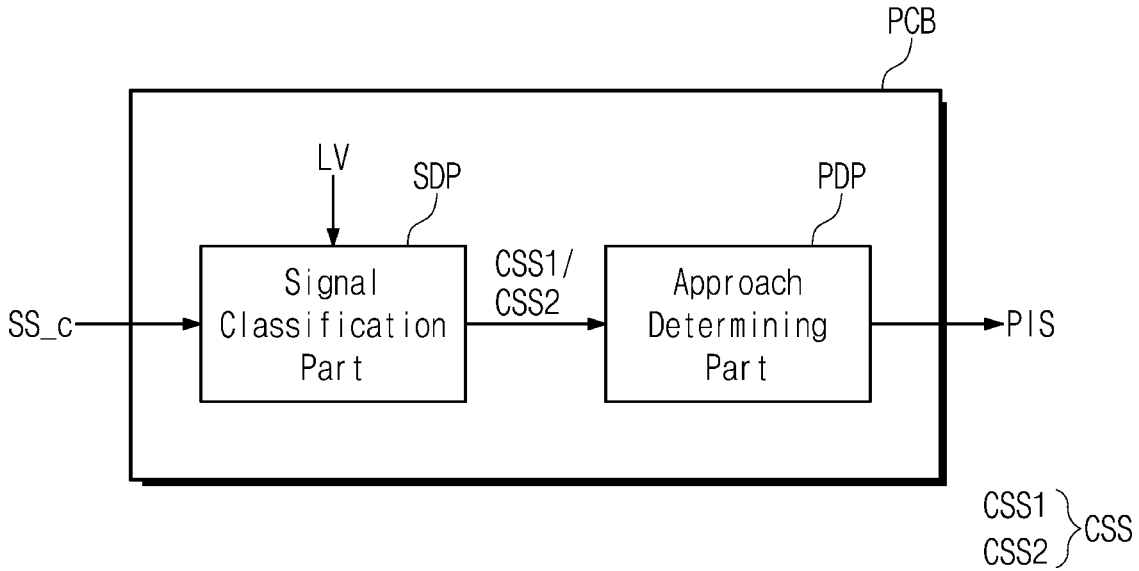 PCB
LV
SDP
PDP
SS_c
Signal
Classification
Part
CSS1/
CSS2
Approach
Determining
Part
PIS
CSS1
CSS2
CSS